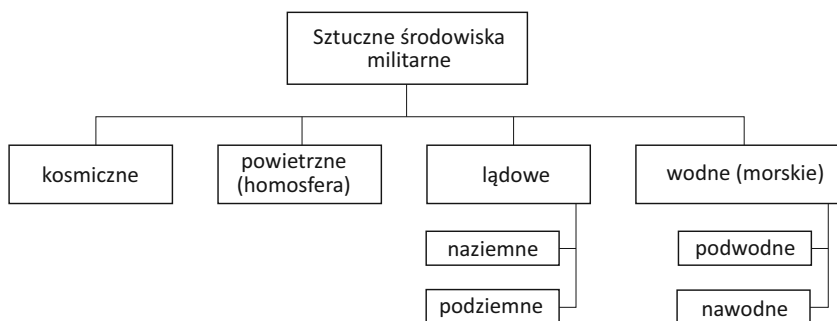 Sztuczne środowiska
militarne
kosmiczne
powietrzne
(homosfera)
lądowe
wodne (morskie)
naziemne
podwodne
podziemne
nawodne